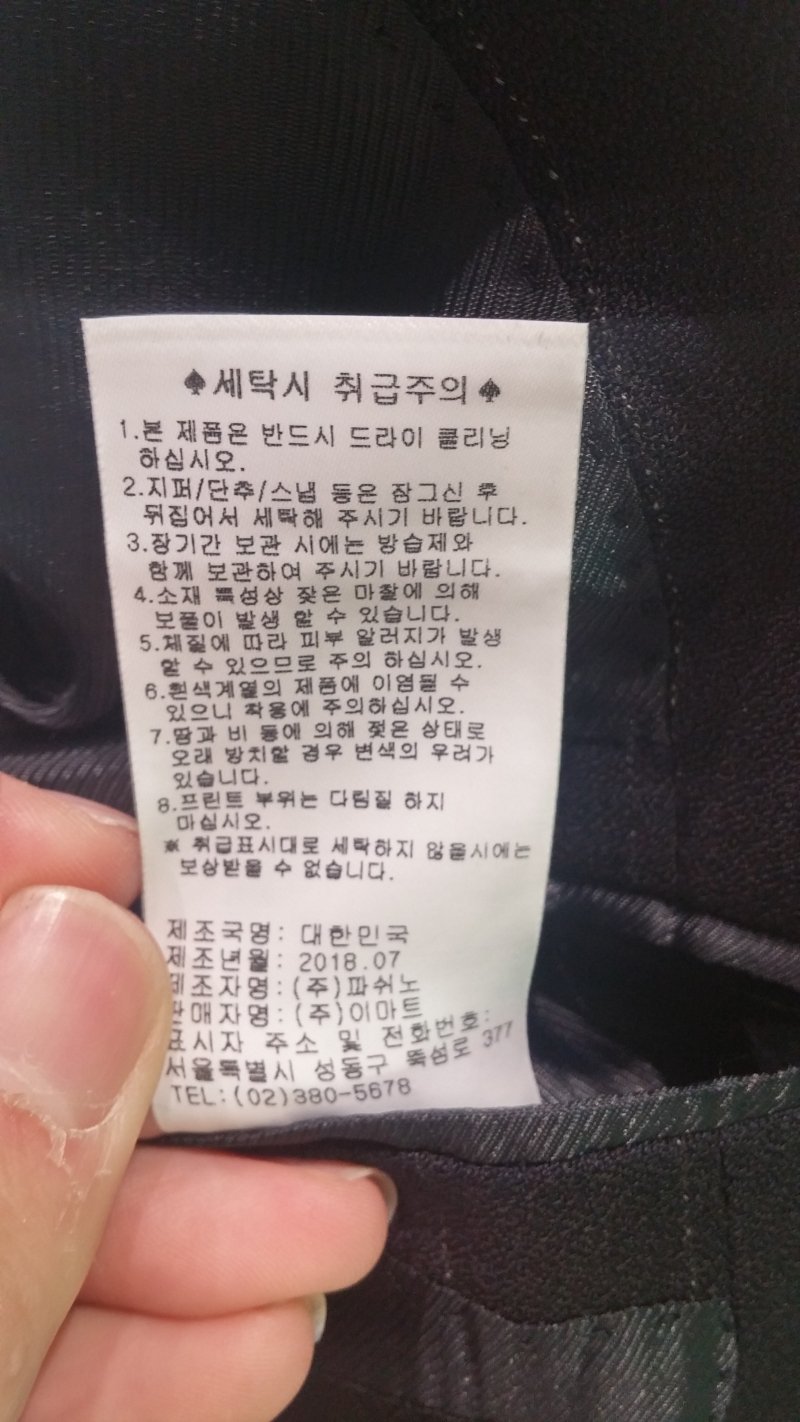 ♠세탁시 취급주의♠
1.본 제품은 반드시 드라이 클리닝
하십시오.
2.지퍼/단추/스냅 등은 잠그신 후
뒤집어서 세탁해 주시기 바랍니다.
3.장기간 보관 시에는 방습제와
함께 보관하여 주시기 바랍니다.
4.소재 특성상 잦은 마찰에 의해
보풀이 발생 할 수 있습니다.
5.체질에 따라 피부 알러지가 발생
할 수 있으므로 주의 하십시오.
6.흰색계열의 제품에 이염될 수
있으니 착용에 주의하십시오.
7.땀과 비 등에 의해 젖은 상태로
오래 방치할 경우 변색의 우려가
있습니다.
8.프린트 부위는 다림질 하지
마십시오.
※ 취급표시대로 세탁하지 않을시에는
보상받을 수 없습니다.
제조국명: 대한민국
제조년월: 2018.07
제조자명:(주)파쉬노
판매자명:(주)이마트
표시자 주소 및 전화번호:
서울특별시 성동구 뚝섬로 377
TEL:(02)380-5678